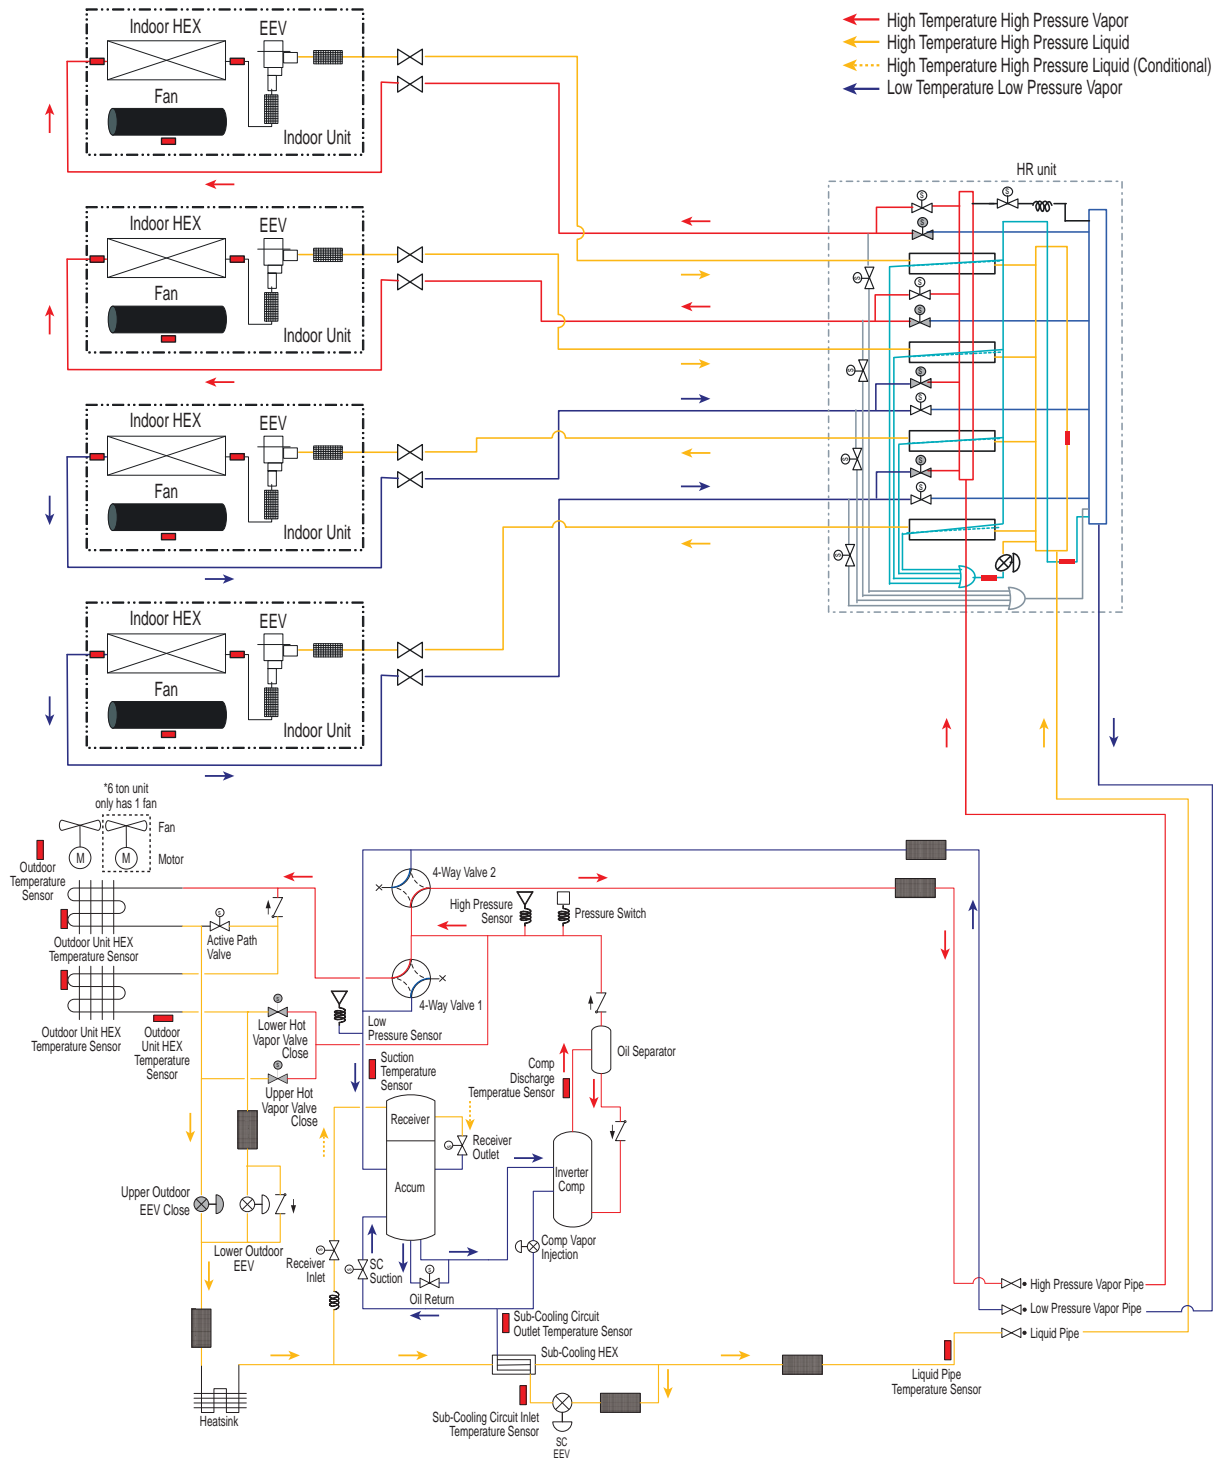 High Temperature High Pressure Vapor
High Temperature High Pressure Liquid
High Temperature High Pressure Liquid (Conditional)
Low Temperature Low Pressure Vapor
Indoor HEX
EEV
Fan
Indoor Unit
Indoor HEX
EEV
Fan
Indoor Unit
Indoor HEX
EEV
Fan
Indoor Unit
Indoor HEX
EEV
Fan
Indoor Unit
HR unit
S
S
S
S
S
S
S
S
S
S
S
S
S
*6 ton unit
only has 1 fan
Fan
M
M
Motor
Outdoor
Temperature
Sensor
S
Active Path
Valve
Outdoor Unit HEX
Temperature Sensor
Outdoor Unit HEX
Temperature Sensor
Outdoor
Unit HEX
Temperature
Sensor
S
Lower Hot
Vapor Valve
Close
S
Upper Hot
Vapor Valve
Close
4-Way Valve 2
High Pressure
Sensor
Pressure Switch
4-Way Valve 1
Low
Pressure Sensor
Suction
Temperature
Sensor
Comp
Discharge
Temperatue Sensor
Oil Separator
Receiver
S
Receiver
Outlet
Accum
Inverter
Comp
Upper Outdoor
EEV Close
Lower Outdoor
EEV
S
Receiver
Inlet
S
SC
Suction
S
Oil Return
Comp Vapor
Injection
Sub-Cooling Circuit
Outlet Temperature Sensor
Sub-Cooling HEX
Sub-Cooling Circuit Inlet
Temperature Sensor
SC
EEV
Heatsink
High Pressure Vapor Pipe
Low Pressure Vapor Pipe
Liquid Pipe
Liquid Pipe
Temperature Sensor